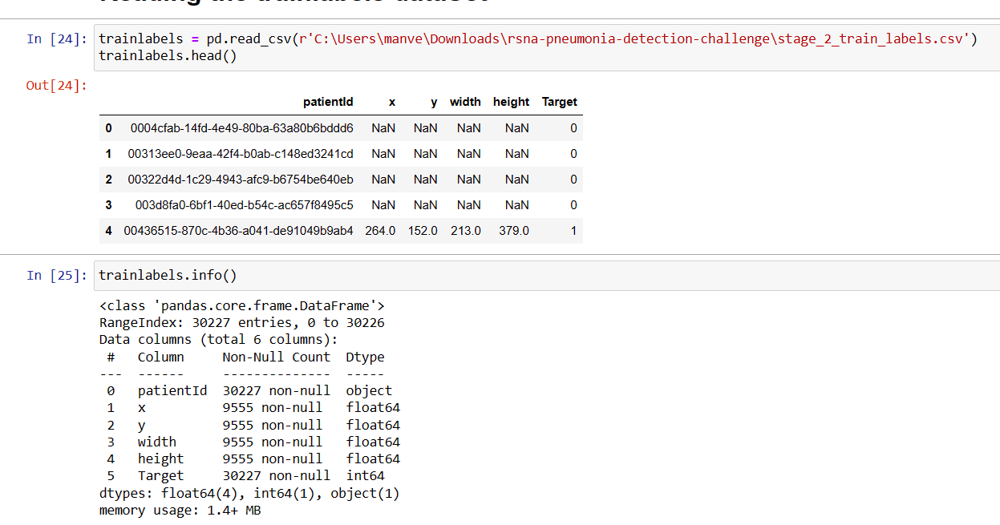 Reading the trainlabels dataset
In [24]: trainlabels = pd.read_csv(r'C:\Users\manve\Downloads\rsna-pneumonia-detection-challenge\stage_2_train_labels.csv')
trainlabels.head()
Out[24]:
patientId x y width height Target
0 0004cfab-14fd-4e49-80ba-63a80b6bddd6 NaN NaN NaN NaN 0
1 00313ee0-9eaa-42f4-b0ab-c148ed3241cd NaN NaN NaN NaN 0
2 00322d4d-1c29-4943-afc9-b6754be640eb NaN NaN NaN NaN 0
3 003d8fa0-6bf1-40ed-b54c-ac657f8495c5 NaN NaN NaN NaN 0
4 00436515-870c-4b36-a041-de91049b9ab4 264.0 152.0 213.0 379.0 1
In [25]: trainlabels.info()
<class 'pandas.core.frame.DataFrame'>
RangeIndex: 30227 entries, 0 to 30226
Data columns (total 6 columns):
# Column Non-Null Count Dtype
--- ------ -------------- -----
0 patientId 30227 non-null object
1 x 9555 non-null float64
2 y 9555 non-null float64
3 width 9555 non-null float64
4 height 9555 non-null float64
5 Target 30227 non-null int64
dtypes: float64(4), int64(1), object(1)
memory usage: 1.4+ MB